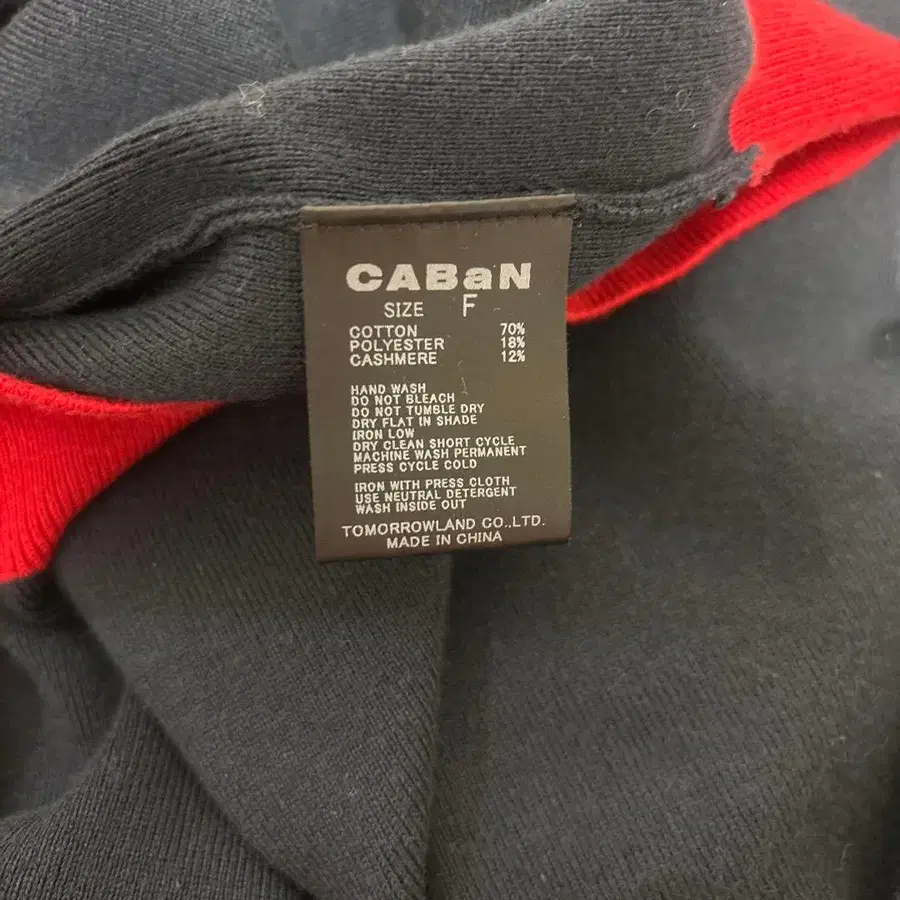 CABaN
SIZE F
COTTON 70%
POLYESTER 18%
CASHMERE 12%
HAND WASH
DO NOT BLEACH
DO NOT TUMBLE DRY
DRY FLAT IN SHADE
IRON LOW
DRY CLEAN SHORT CYCLE
MACHINE WASH PERMANENT
PRESS CYCLE COLD
IRON WITH PRESS CLOTH
USE NEUTRAL DETERGENT
WASH INSIDE OUT
TOMORROWLAND CO.,LTD.
MADE IN CHINA